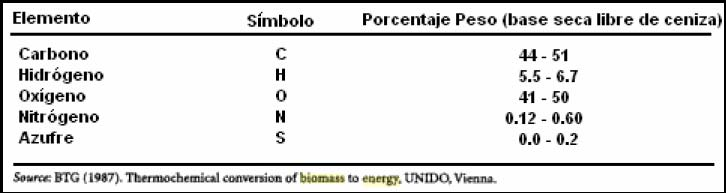 Elemento Símbolo Porcentaje Peso (base seca libre de ceniza)
Carbono C 44 - 51
Hidrógeno H 5.5 - 6.7
Oxígeno O 41 - 50
Nitrógeno N 0.12 - 0.60
Azufre S 0.0 - 0.2
Source: BTG (1987). Thermochemical conversion of biomass to energy, UNIDO, Vienna.